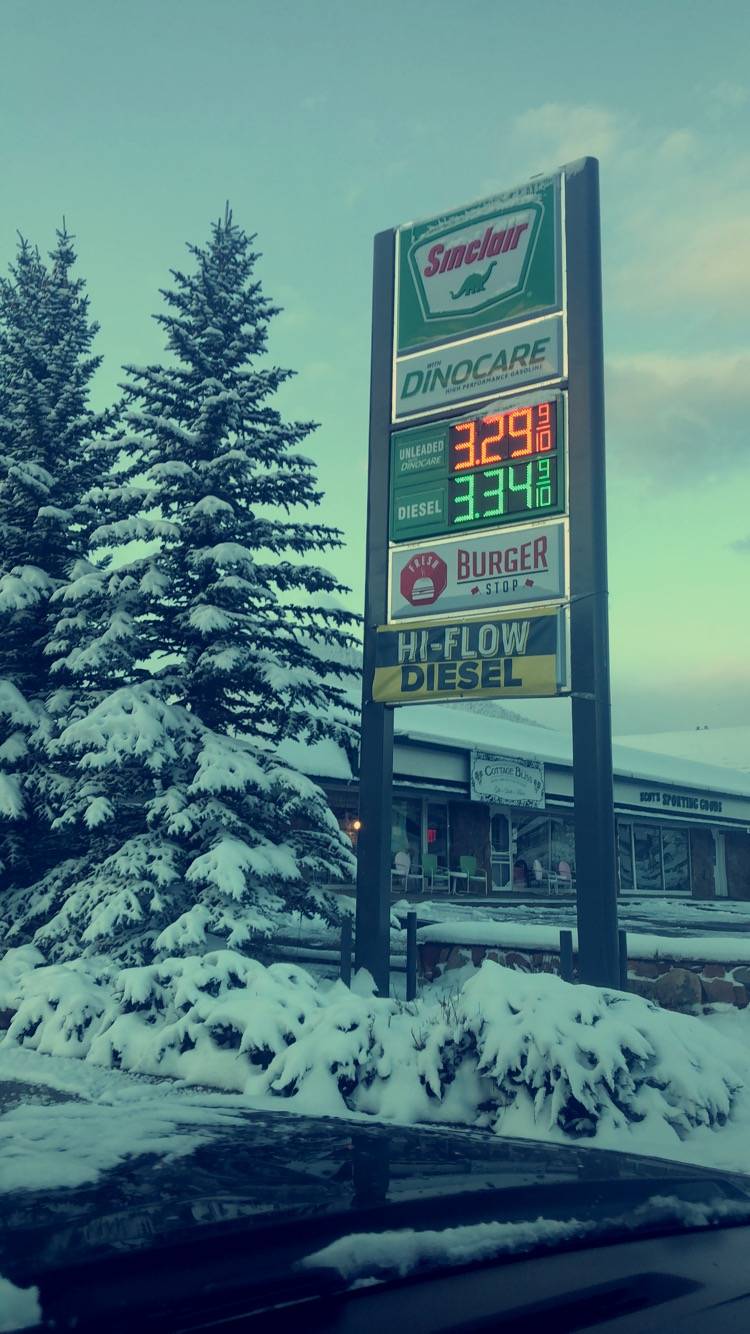 Sinclair
WITH
DINOCARE
HIGH PERFORMANCE GASOLINE
UNLEADED
WITH DINOCARE
3.29 9/10
DIESEL
3.34 9/10
FRESH
BURGER
STOP
HI-FLOW
DIESEL
COTTAGE BLISS
SPORTING GOODS